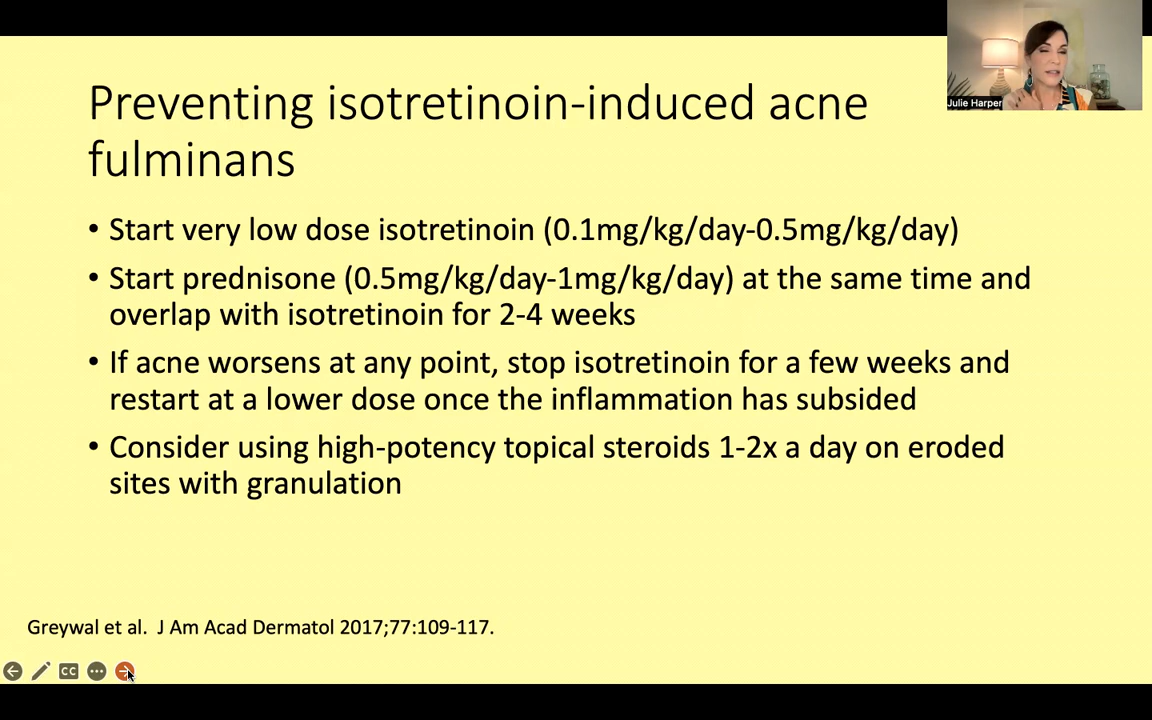 Julie Harper
Preventing isotretinoin-induced acne
fulminans
• Start very low dose isotretinoin (0.1mg/kg/day-0.5mg/kg/day)
• Start prednisone (0.5mg/kg/day-1mg/kg/day) at the same time and
overlap with isotretinoin for 2-4 weeks
• If acne worsens at any point, stop isotretinoin for a few weeks and
restart at a lower dose once the inflammation has subsided
• Consider using high-potency topical steroids 1-2x a day on eroded
sites with granulation
Greywal et al.  J Am Acad Dermatol 2017;77:109-117.
CC